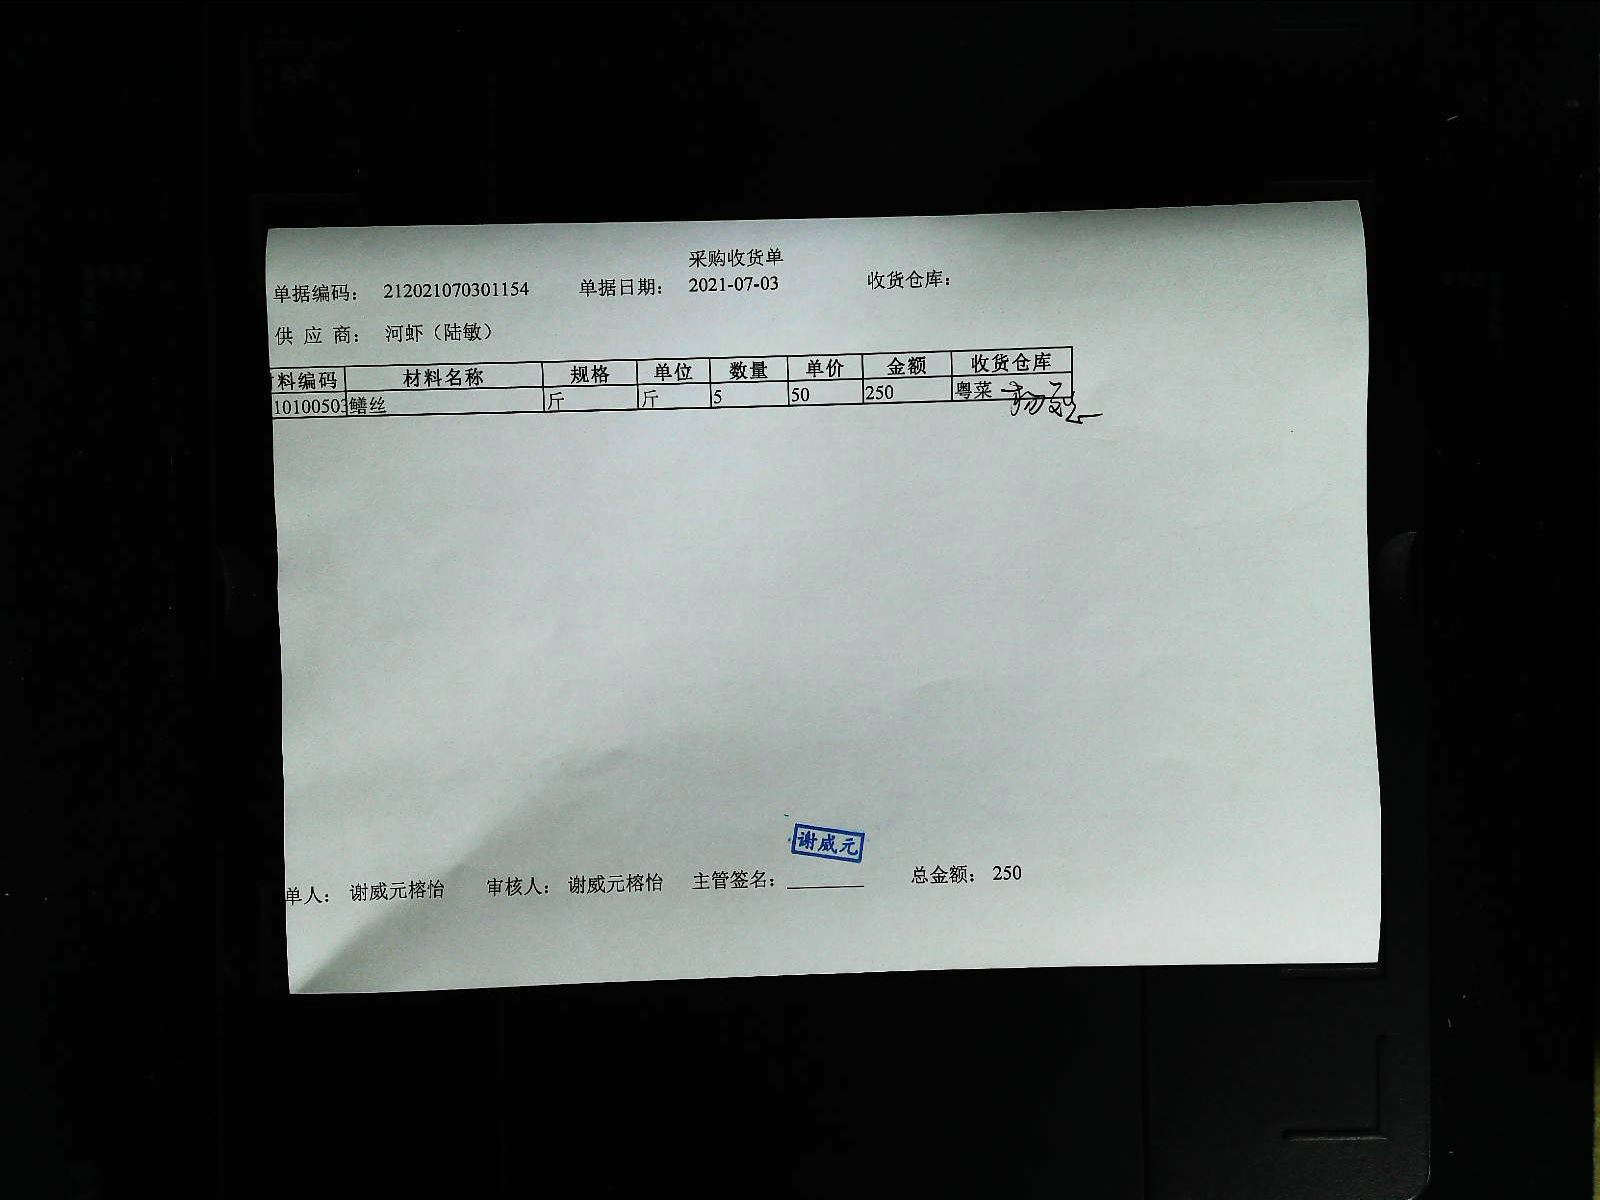 采购收货单
单据编码： 212021070301154 单据日期： 2021-07-03 收货仓库：
供 应 商： 河虾（陆敏）
料编码 材料名称 规格 单位 数量 单价 金额 收货仓库
10100503 鳝丝 斤 斤 5 50 250 粤菜
谢威元
单人： 谢威元榕怡 审核人： 谢威元榕怡 主管签名： 总金额： 250